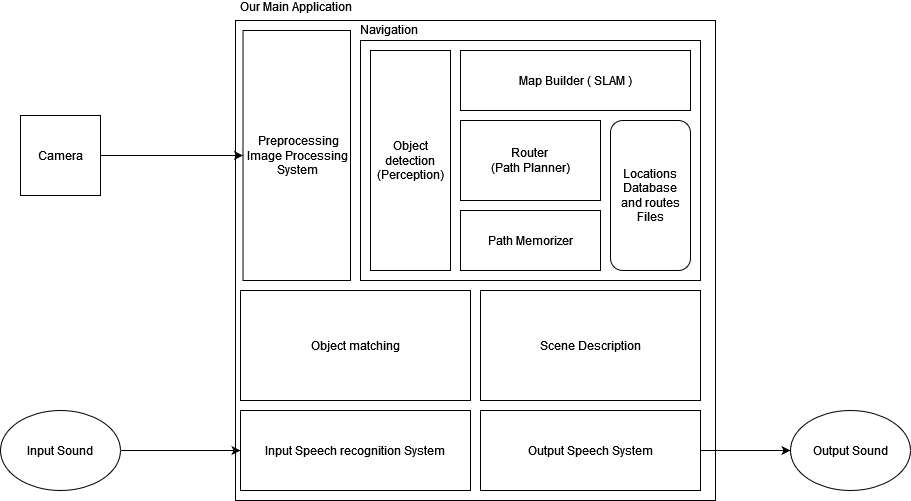 Our Main Application
Navigation
Camera
Preprocessing
Image Processing
System
Object
detection
(Perception)
Map Builder ( SLAM )
Router
(Path Planner)
Path Memorizer
Locations
Database
and routes
Files
Object matching
Scene Description
Input Sound
Input Speech recognition System
Output Speech System
Output Sound